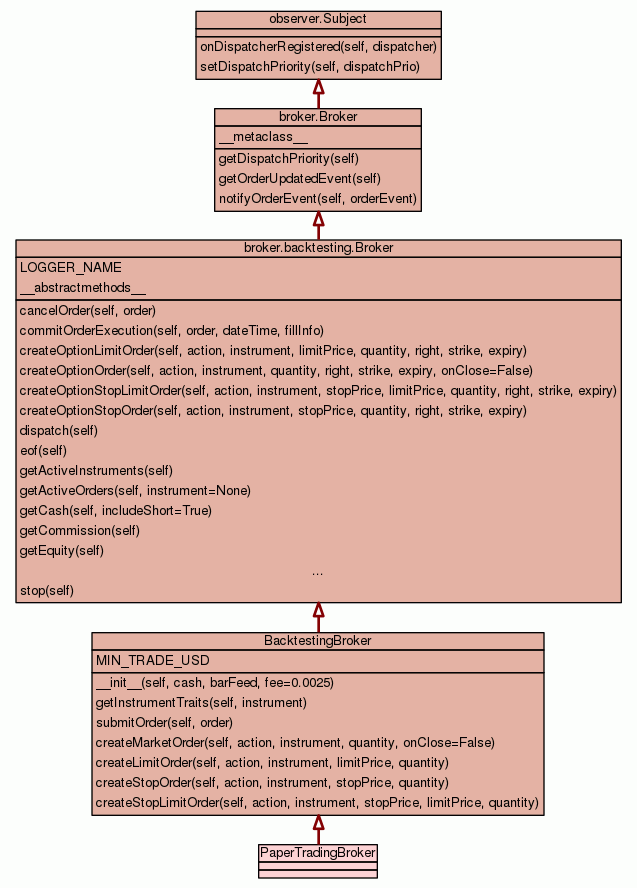 observer.Subject
onDispatcherRegistered(self, dispatcher)
setDispatchPriority(self, dispatchPrio)
broker.Broker
__metaclass__
getDispatchPriority(self)
getOrderUpdatedEvent(self)
notifyOrderEvent(self, orderEvent)
broker.backtesting.Broker
LOGGER_NAME
__abstractmethods__
cancelOrder(self, order)
commitOrderExecution(self, order, dateTime, fillInfo)
createOptionLimitOrder(self, action, instrument, limitPrice, quantity, right, strike, expiry)
createOptionOrder(self, action, instrument, quantity, right, strike, expiry, onClose=False)
createOptionStopLimitOrder(self, action, instrument, stopPrice, limitPrice, quantity, right, strike, expiry)
createOptionStopOrder(self, action, instrument, stopPrice, quantity, right, strike, expiry)
dispatch(self)
eof(self)
getActiveInstruments(self)
getActiveOrders(self, instrument=None)
getCash(self, includeShort=True)
getCommission(self)
getEquity(self)
...
stop(self)
BacktestingBroker
MIN_TRADE_USD
__init__(self, cash, barFeed, fee=0.0025)
getInstrumentTraits(self, instrument)
submitOrder(self, order)
createMarketOrder(self, action, instrument, quantity, onClose=False)
createLimitOrder(self, action, instrument, limitPrice, quantity)
createStopOrder(self, action, instrument, stopPrice, quantity)
createStopLimitOrder(self, action, instrument, stopPrice, limitPrice, quantity)
PaperTradingBroker